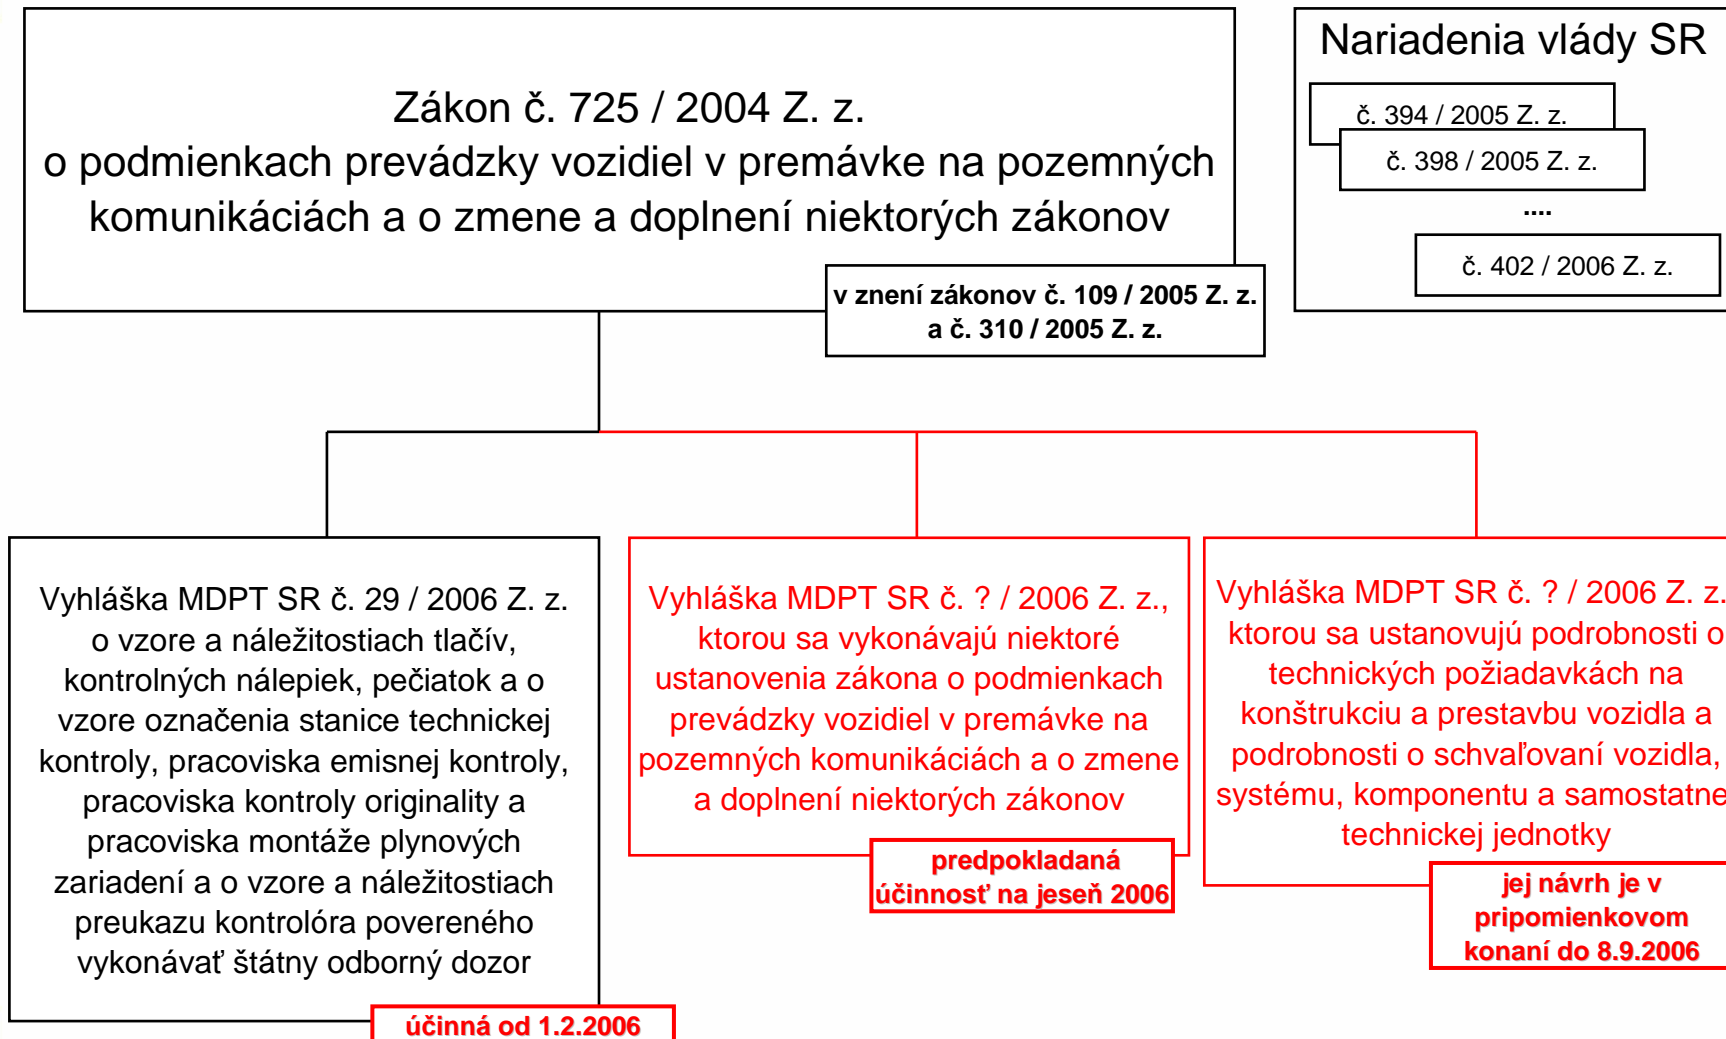 Zákon č. 725 / 2004 Z. z.
o podmienkach prevádzky vozidiel v premávke na pozemných
komunikáciách a o zmene a doplnení niektorých zákonov
v znení zákonov č. 109 / 2005 Z. z.
a č. 310 / 2005 Z. z.
Nariadenia vlády SR
č. 394 / 2005 Z. z.
č. 398 / 2005 Z. z.
....
č. 402 / 2006 Z. z.
Vyhláška MDPT SR č. 29 / 2006 Z. z.
o vzore a náležitostiach tlačív,
kontrolných nálepiek, pečiatok a o
vzore označenia stanice technickej
kontroly, pracoviska emisnej kontroly,
pracoviska kontroly originality a
pracoviska montáže plynových
zariadení a o vzore a náležitostiach
preukazu kontrolóra povereného
vykonávať štátny odborný dozor
účinná od 1.2.2006
Vyhláška MDPT SR č. ? / 2006 Z. z.,
ktorou sa vykonávajú niektoré
ustanovenia zákona o podmienkach
prevádzky vozidiel v premávke na
pozemných komunikáciách a o zmene
a doplnení niektorých zákonov
predpokladaná
účinnosť na jeseň 2006
Vyhláška MDPT SR č. ? / 2006 Z. z.
ktorou sa ustanovujú podrobnosti o
technických požiadavkách na
konštrukciu a prestavbu vozidla a
podrobnosti o schvaľovaní vozidla,
systému, komponentu a samostatne
technickej jednotky
jej návrh je v
pripomienkovom
konaní do 8.9.2006